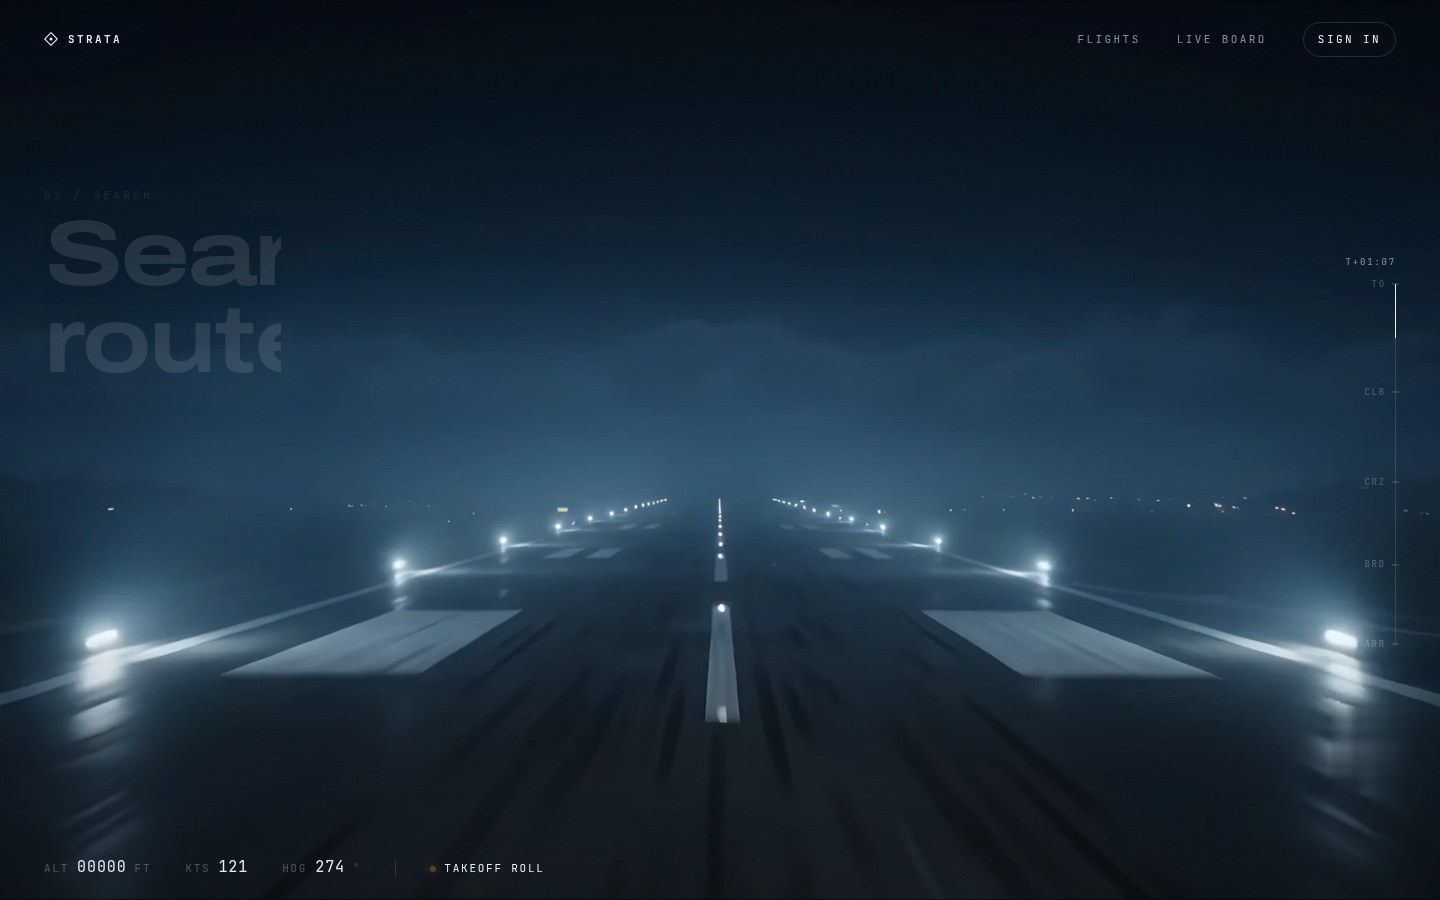 STRATA
FLIGHTS
LIVE BOARD
SIGN IN
01 / SEARCH
Sear
route
T+01:07
TO
CLB
CRZ
BRD
ARR
ALT 00000 FT
KTS 121
HDG 274 °
TAKEOFF ROLL